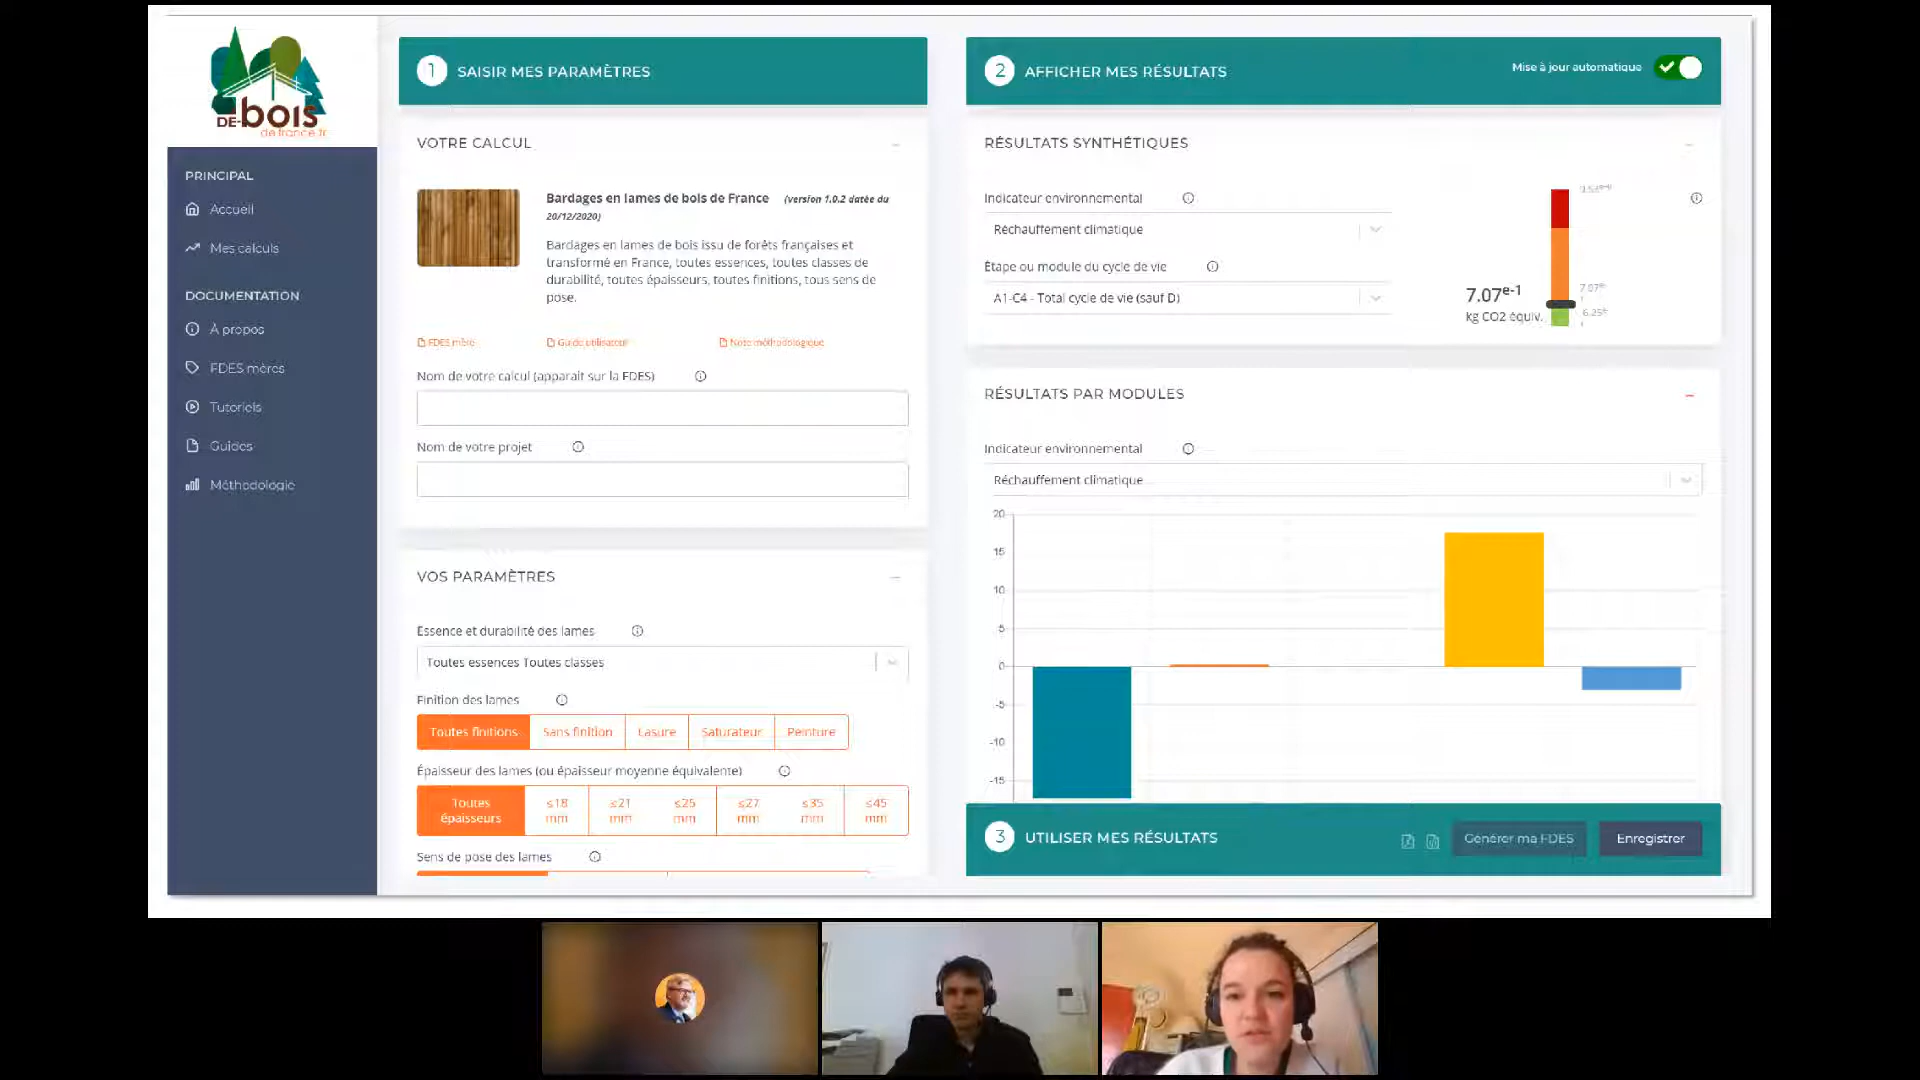 DE-bois
de france.fr
PRINCIPAL
Accueil
Mes calculs
DOCUMENTATION
À propos
FDES mères
Tutoriels
Guides
Méthodologie
1 SAISIR MES PARAMÈTRES
VOTRE CALCUL
Bardages en lames de bois de France (version 1.0.2 datée du
20/12/2020)
Bardages en lames de bois issu de forêts françaises et
transformé en France, toutes essences, toutes classes de
durabilité, toutes épaisseurs, toutes finitions, tous sens de
pose.
FDES mère Guide utilisateur Note méthodologique
Nom de votre calcul (apparait sur la FDES)
Nom de votre projet
VOS PARAMÈTRES
Essence et durabilité des lames
Toutes essences Toutes classes
Finition des lames
Toutes finitions Sans finition Lasure Saturateur Peinture
Épaisseur des lames (ou épaisseur moyenne équivalente)
Toutes épaisseurs ≤18 mm ≤21 mm ≤25 mm ≤27 mm ≤35 mm ≤45 mm
Sens de pose des lames
2 AFFICHER MES RÉSULTATS
Mise à jour automatique
RÉSULTATS SYNTHÉTIQUES
Indicateur environnemental
Réchauffement climatique
Étape ou module du cycle de vie
A1-C4 - Total cycle de vie (sauf D)
7.07e-1
kg CO2 équiv.
RÉSULTATS PAR MODULES
Indicateur environnemental
Réchauffement climatique
20
15
10
5
0
-5
-10
-15
3 UTILISER MES RÉSULTATS
Générer ma FDES
Enregistrer